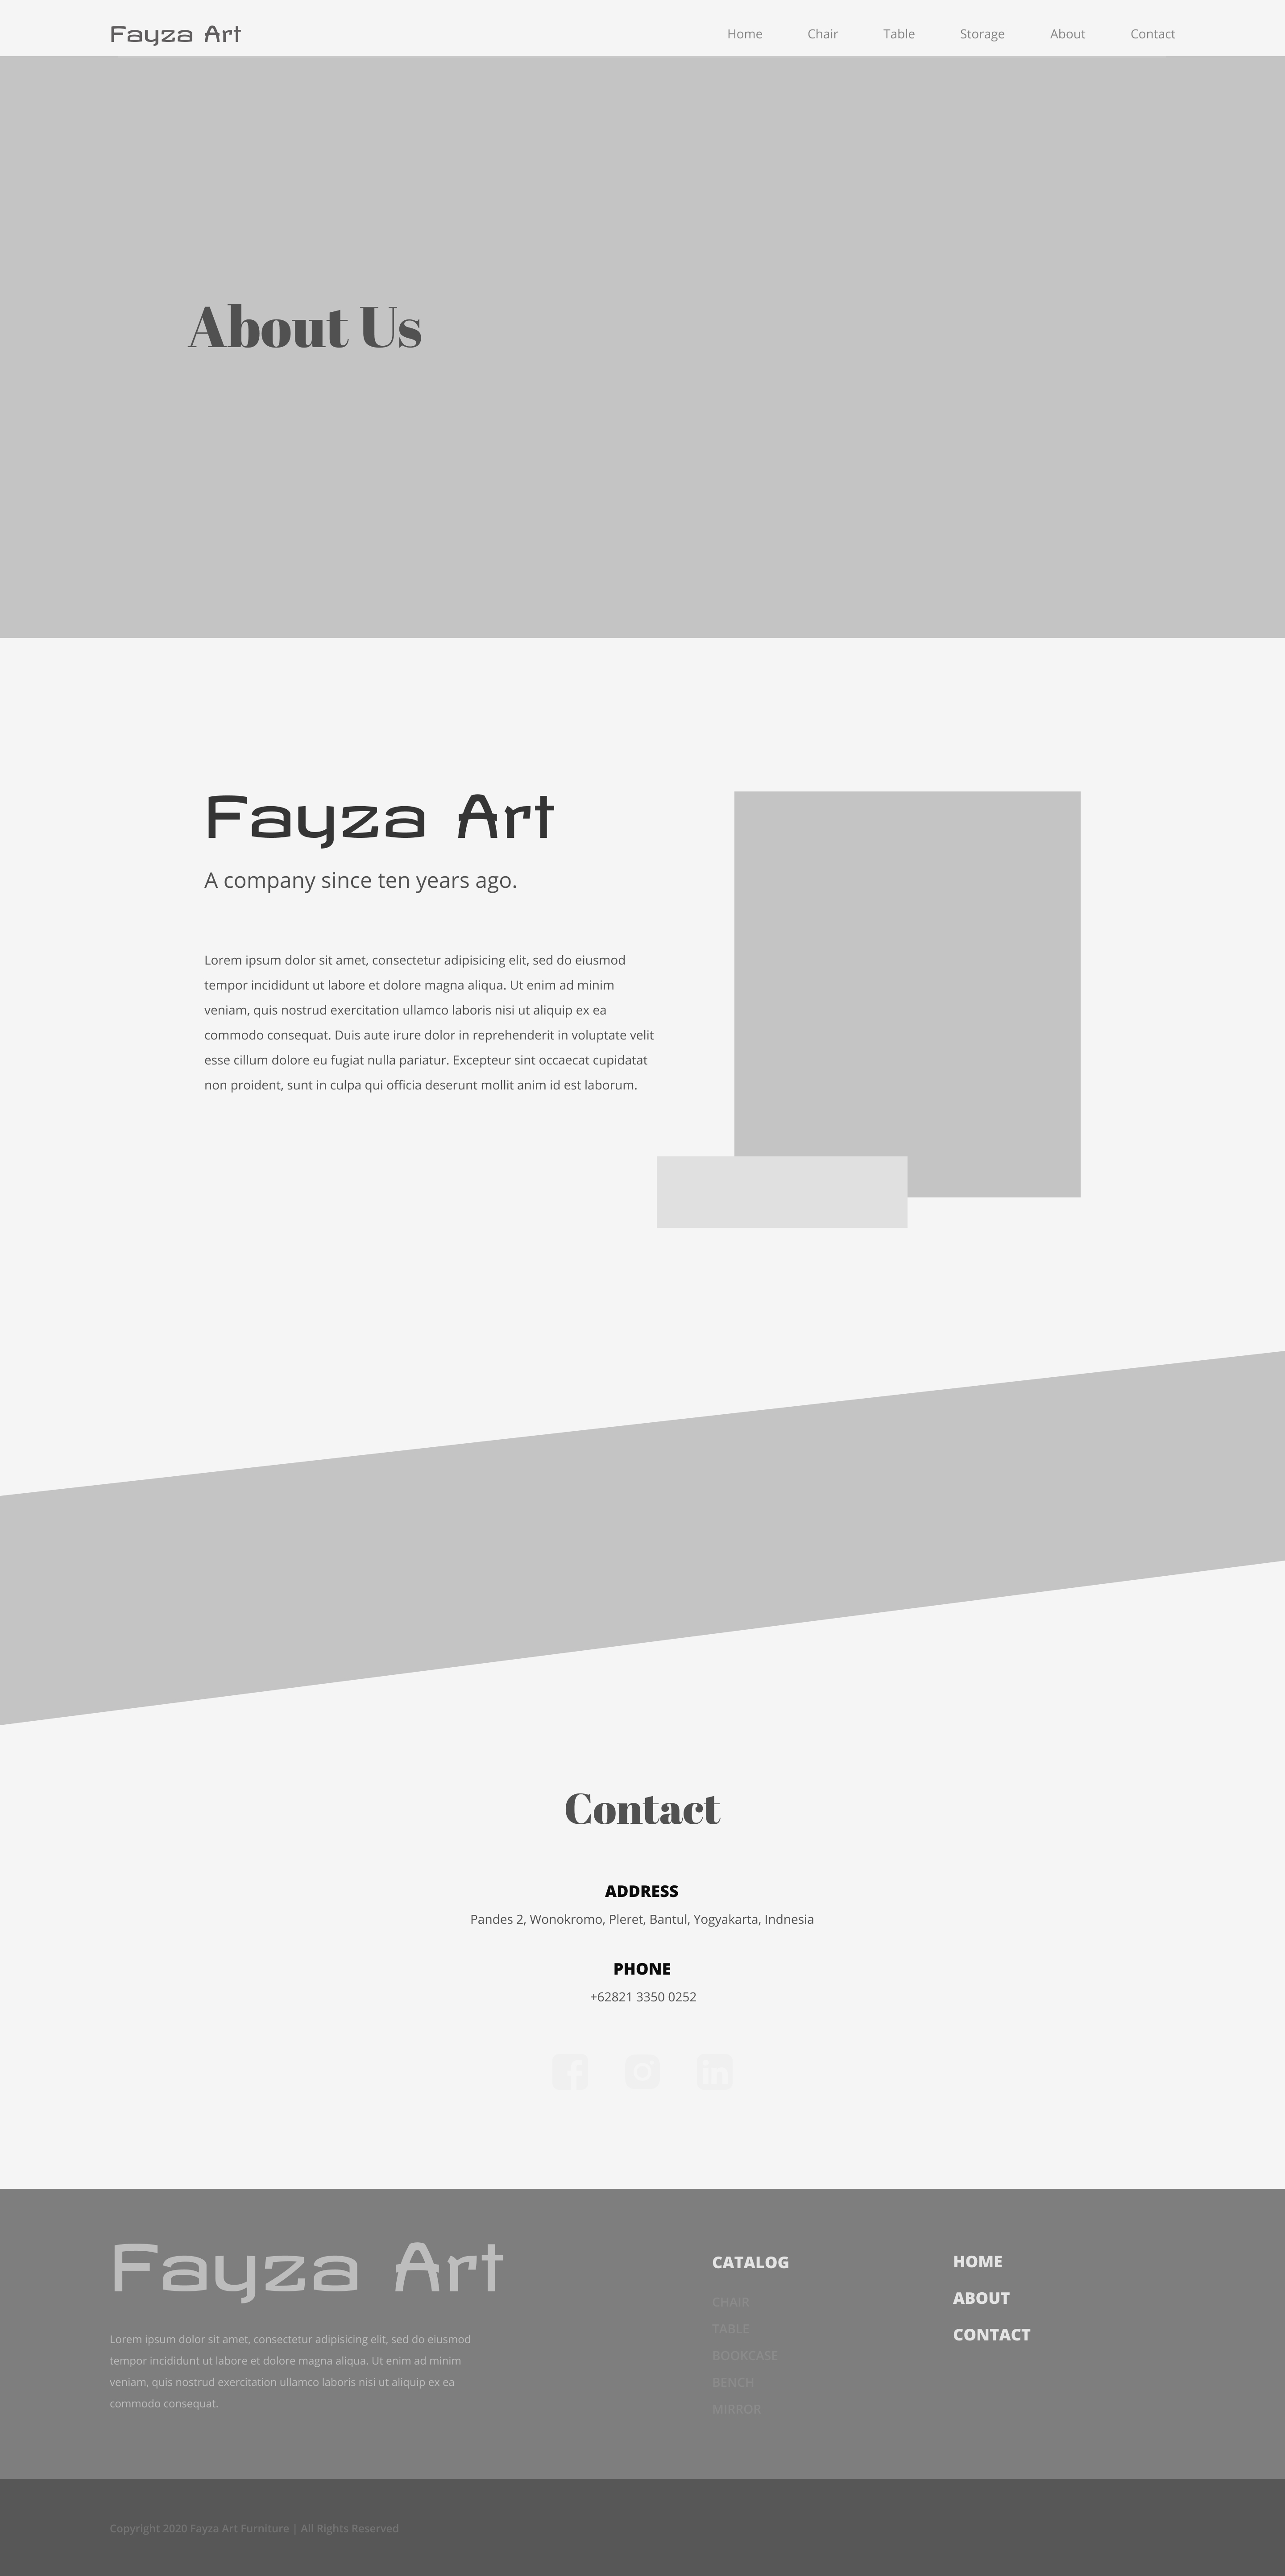 Fayza Art
Home Chair Table Storage About Contact
About Us
Fayza Art
A company since ten years ago.
Lorem ipsum dolor sit amet, consectetur adipisicing elit, sed do eiusmod
tempor incididunt ut labore et dolore magna aliqua. Ut enim ad minim
veniam, quis nostrud exercitation ullamco laboris nisi ut aliquip ex ea
commodo consequat. Duis aute irure dolor in reprehenderit in voluptate velit
esse cillum dolore eu fugiat nulla pariatur. Excepteur sint occaecat cupidatat
non proident, sunt in culpa qui officia deserunt mollit anim id est laborum.
Contact
ADDRESS
Pandes 2, Wonokromo, Pleret, Bantul, Yogyakarta, Indnesia
PHONE
+62821 3350 0252
Fayza Art
Lorem ipsum dolor sit amet, consectetur adipisicing elit, sed do eiusmod
tempor incididunt ut labore et dolore magna aliqua. Ut enim ad minim
veniam, quis nostrud exercitation ullamco laboris nisi ut aliquip ex ea
commodo consequat.
CATALOG
CHAIR
TABLE
BOOKCASE
BENCH
MIRROR
HOME
ABOUT
CONTACT
Copyright 2020 Fayza Art Furniture | All Rights Reserved